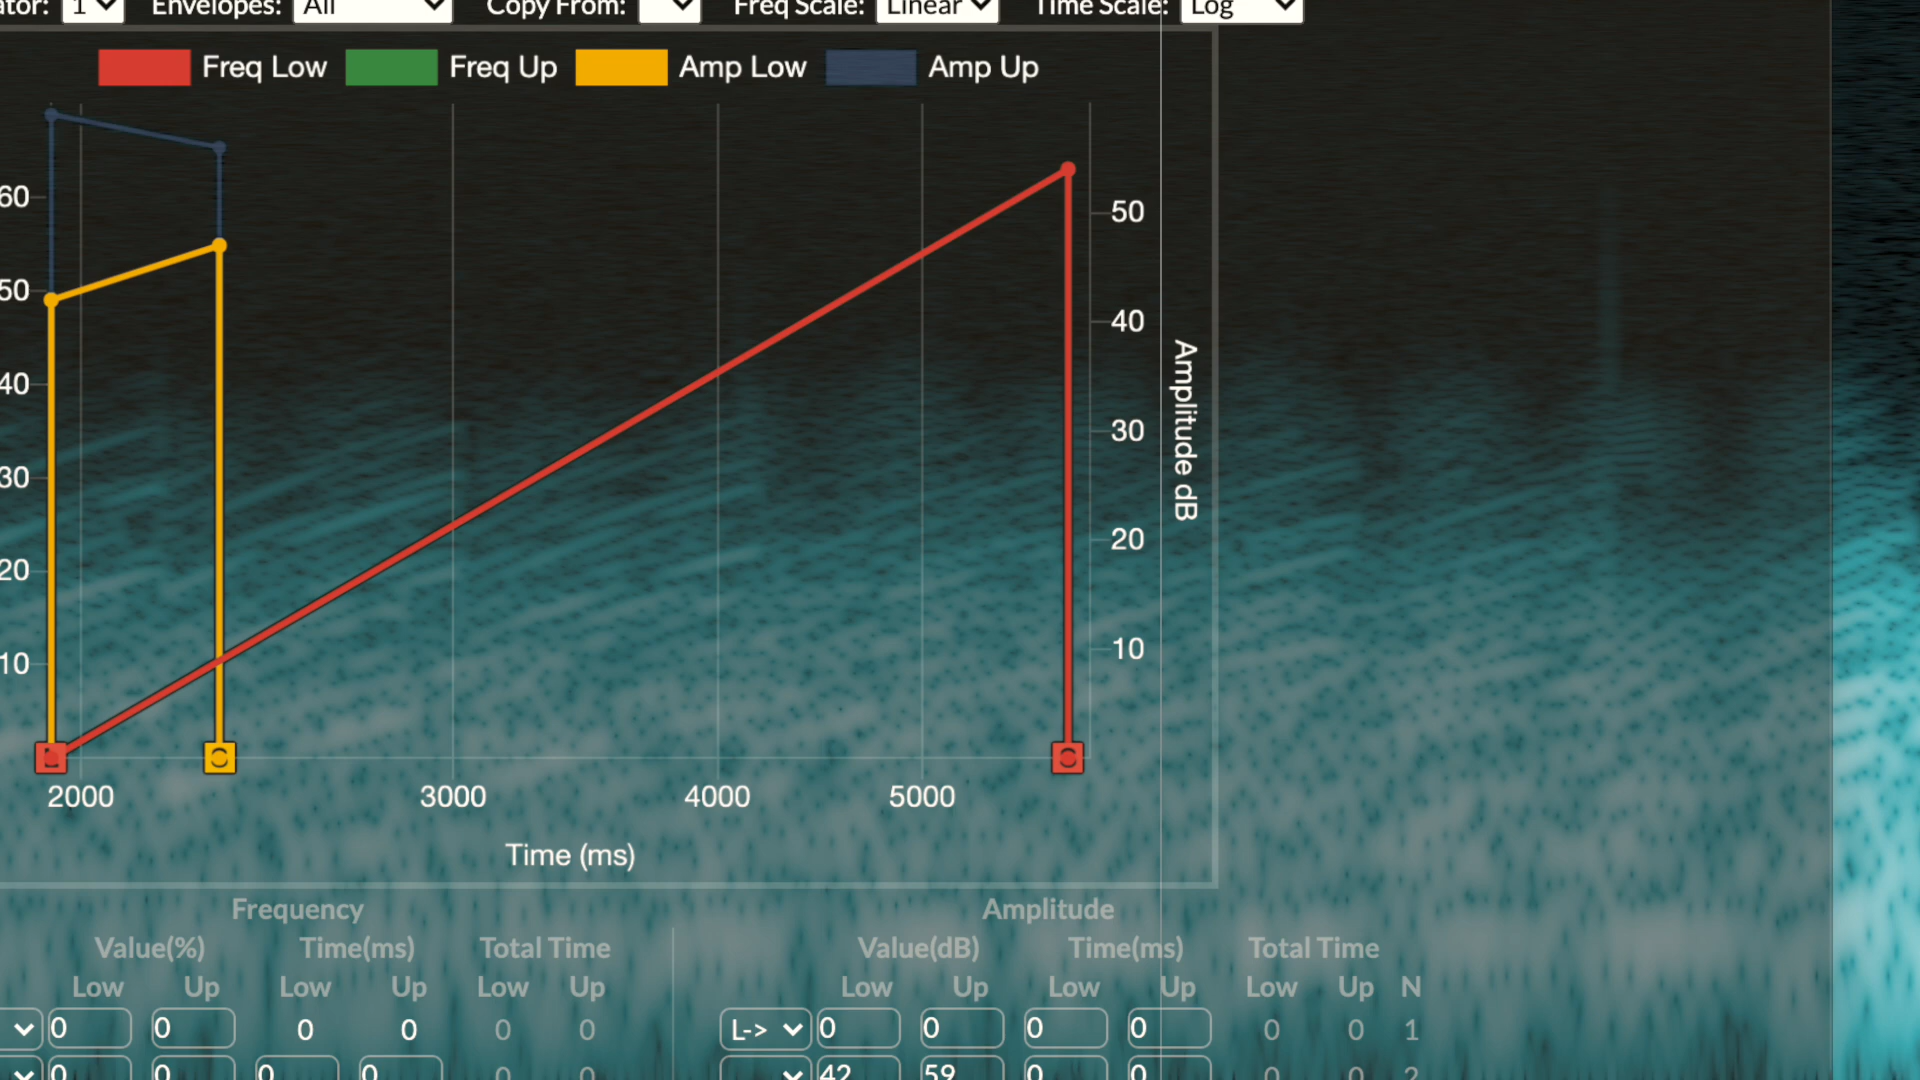 ator: 1 Envelopes: All Copy From: Freq Scale: Linear Time Scale: Log
Freq Low Freq Up Amp Low Amp Up
60
50
40
30
20
10
50
40
30
20
10
Amplitude dB
2000 3000 4000 5000
Time (ms)
Frequency Amplitude
Value(%) Time(ms) Total Time Value(dB) Time(ms) Total Time
Low Up Low Up Low Up Low Up Low Up Low Up N
0 0 0 0 0 0 L-> 0 0 0 0 0 0 1
0 0 0 0 0 0 42 59 0 0 0 0 2